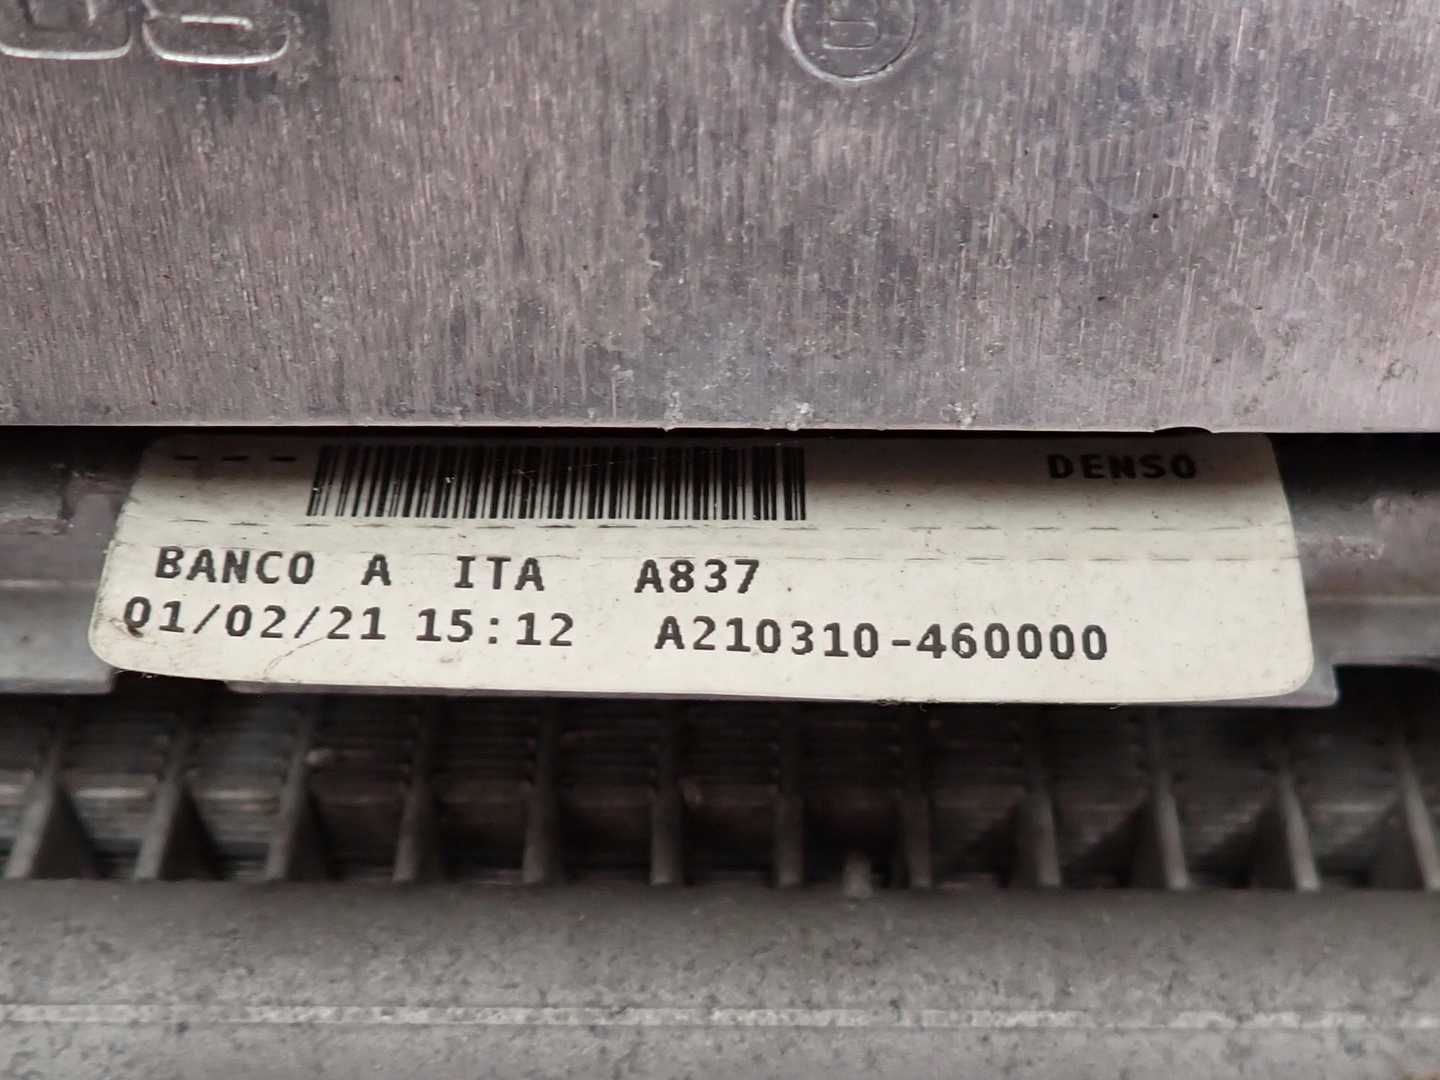 --- DENSO
BANCO A ITA A837
01/02/21 15:12 A210310-460000